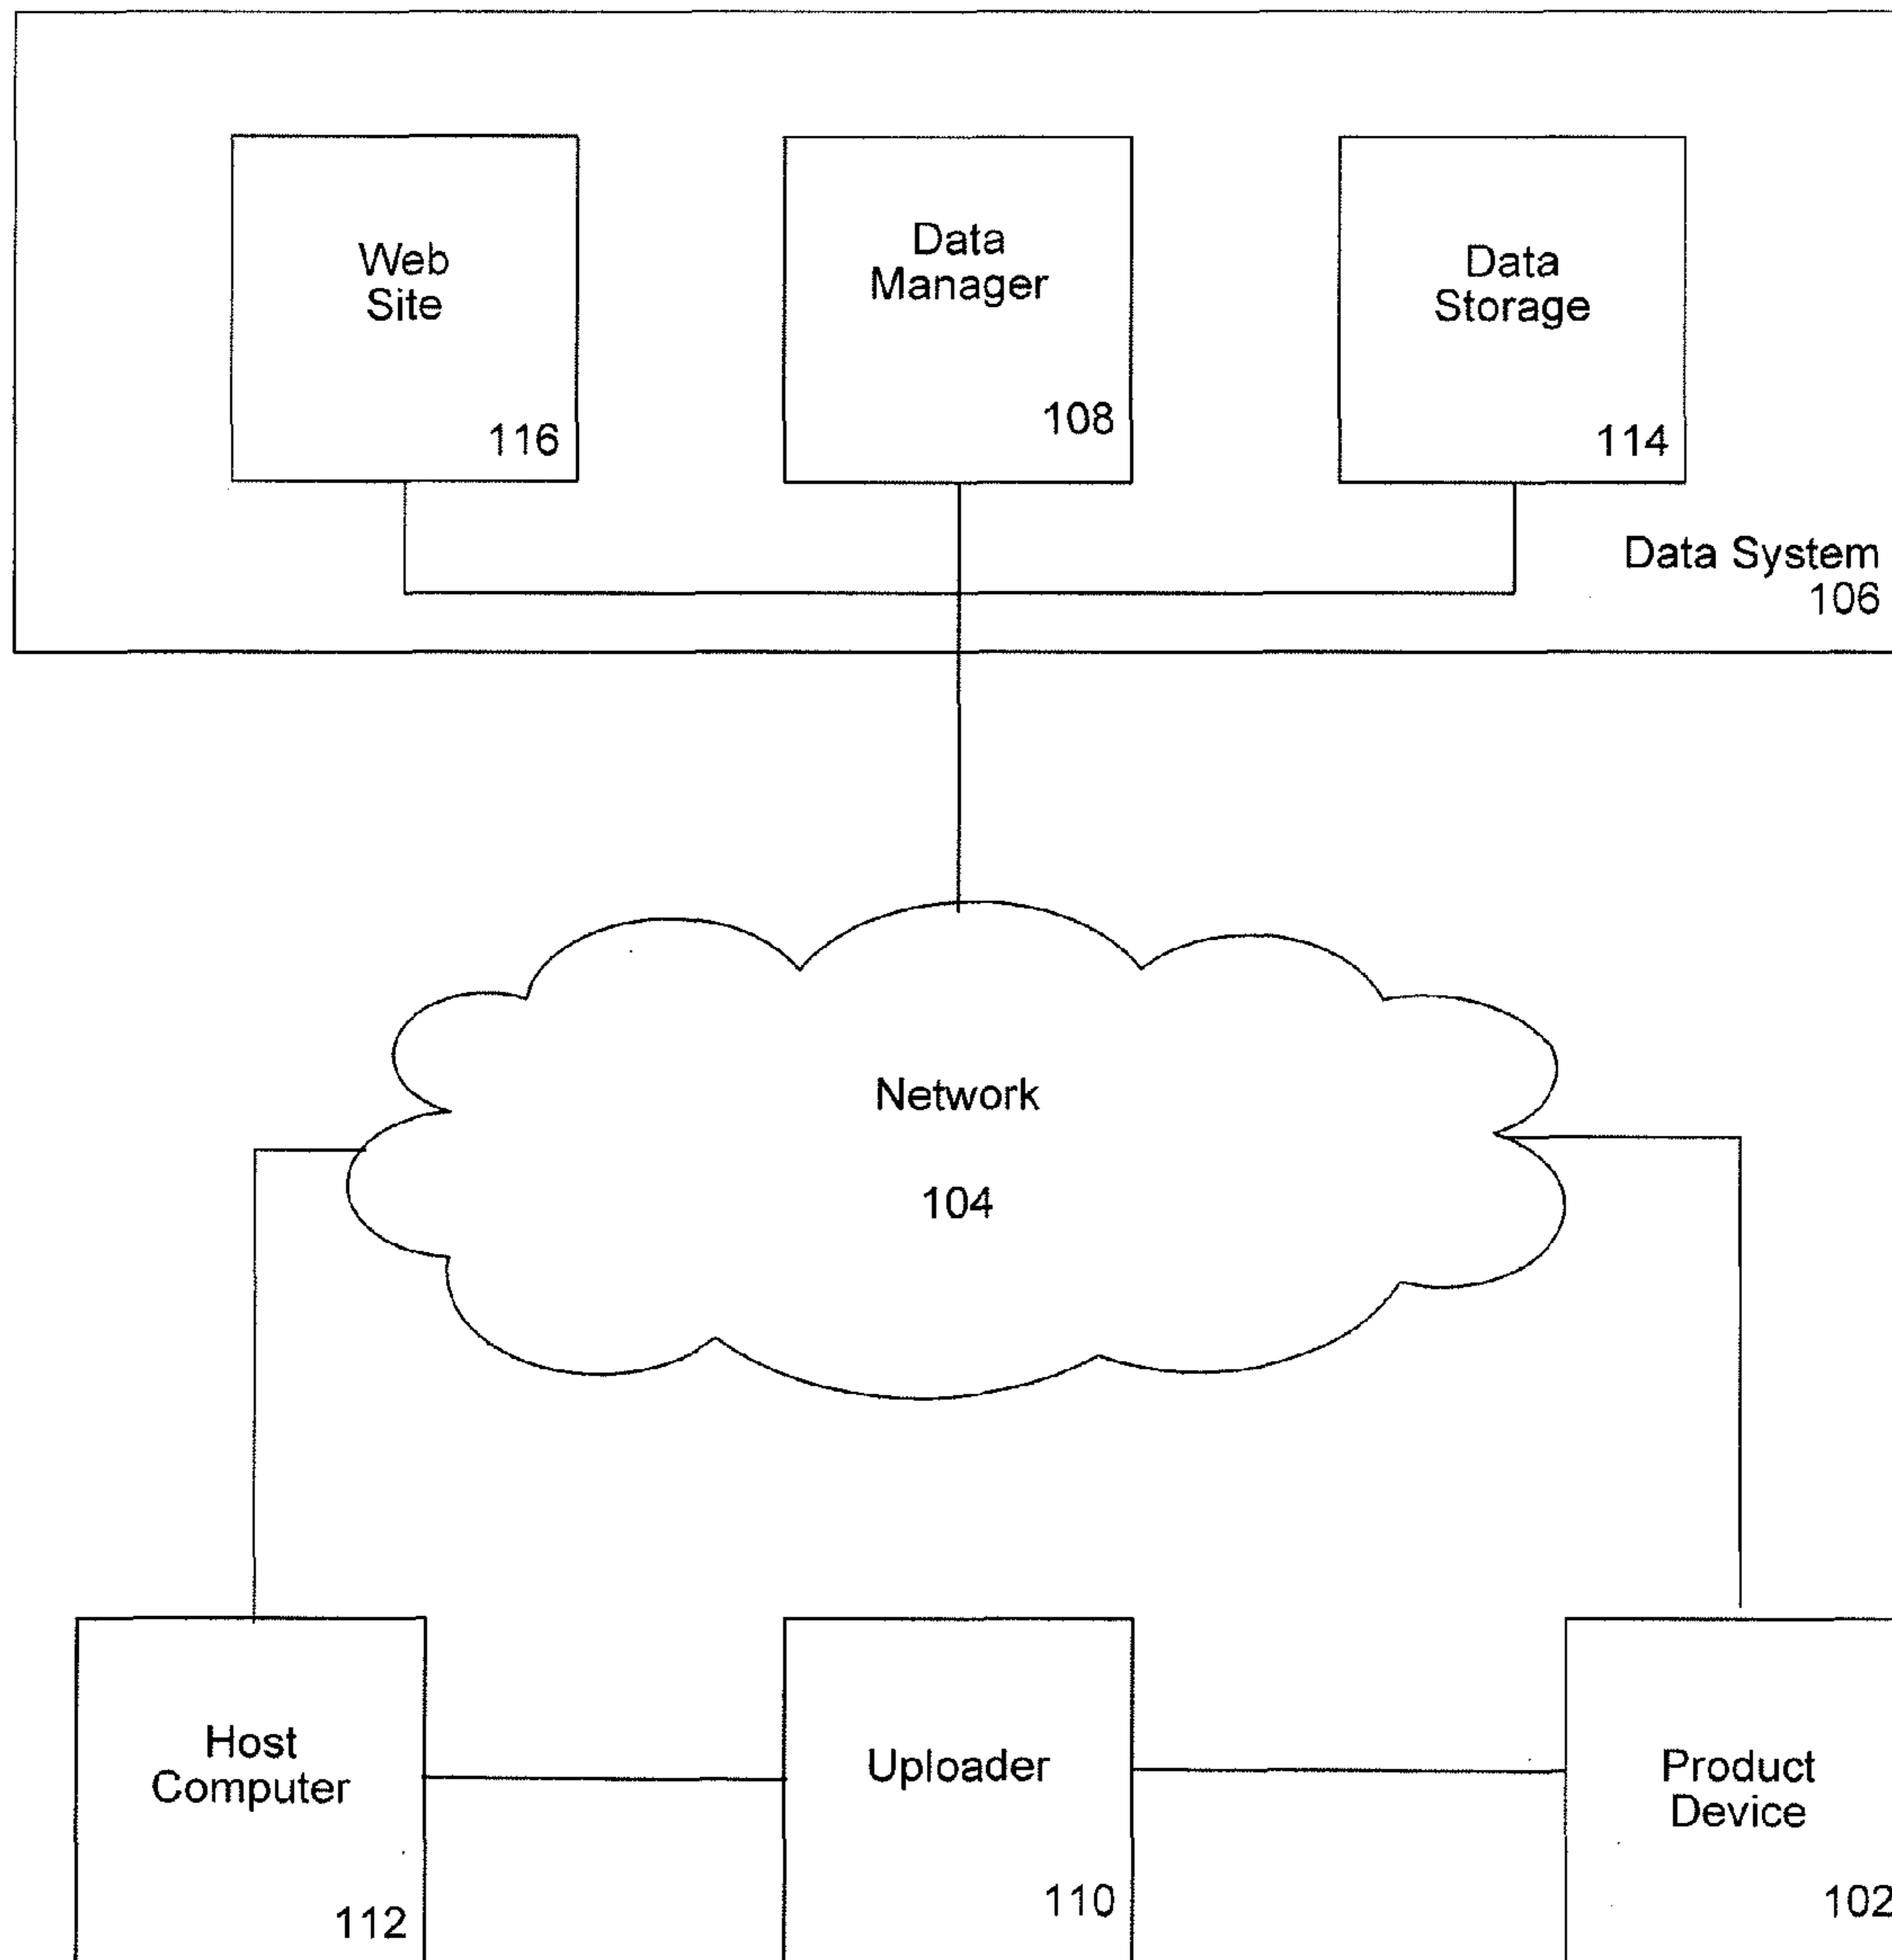 Web
Site
116
Data
Manager
108
Data
Storage
114
Data System
106
Network
104
Host
Computer
112
Uploader
110
Product
Device
102